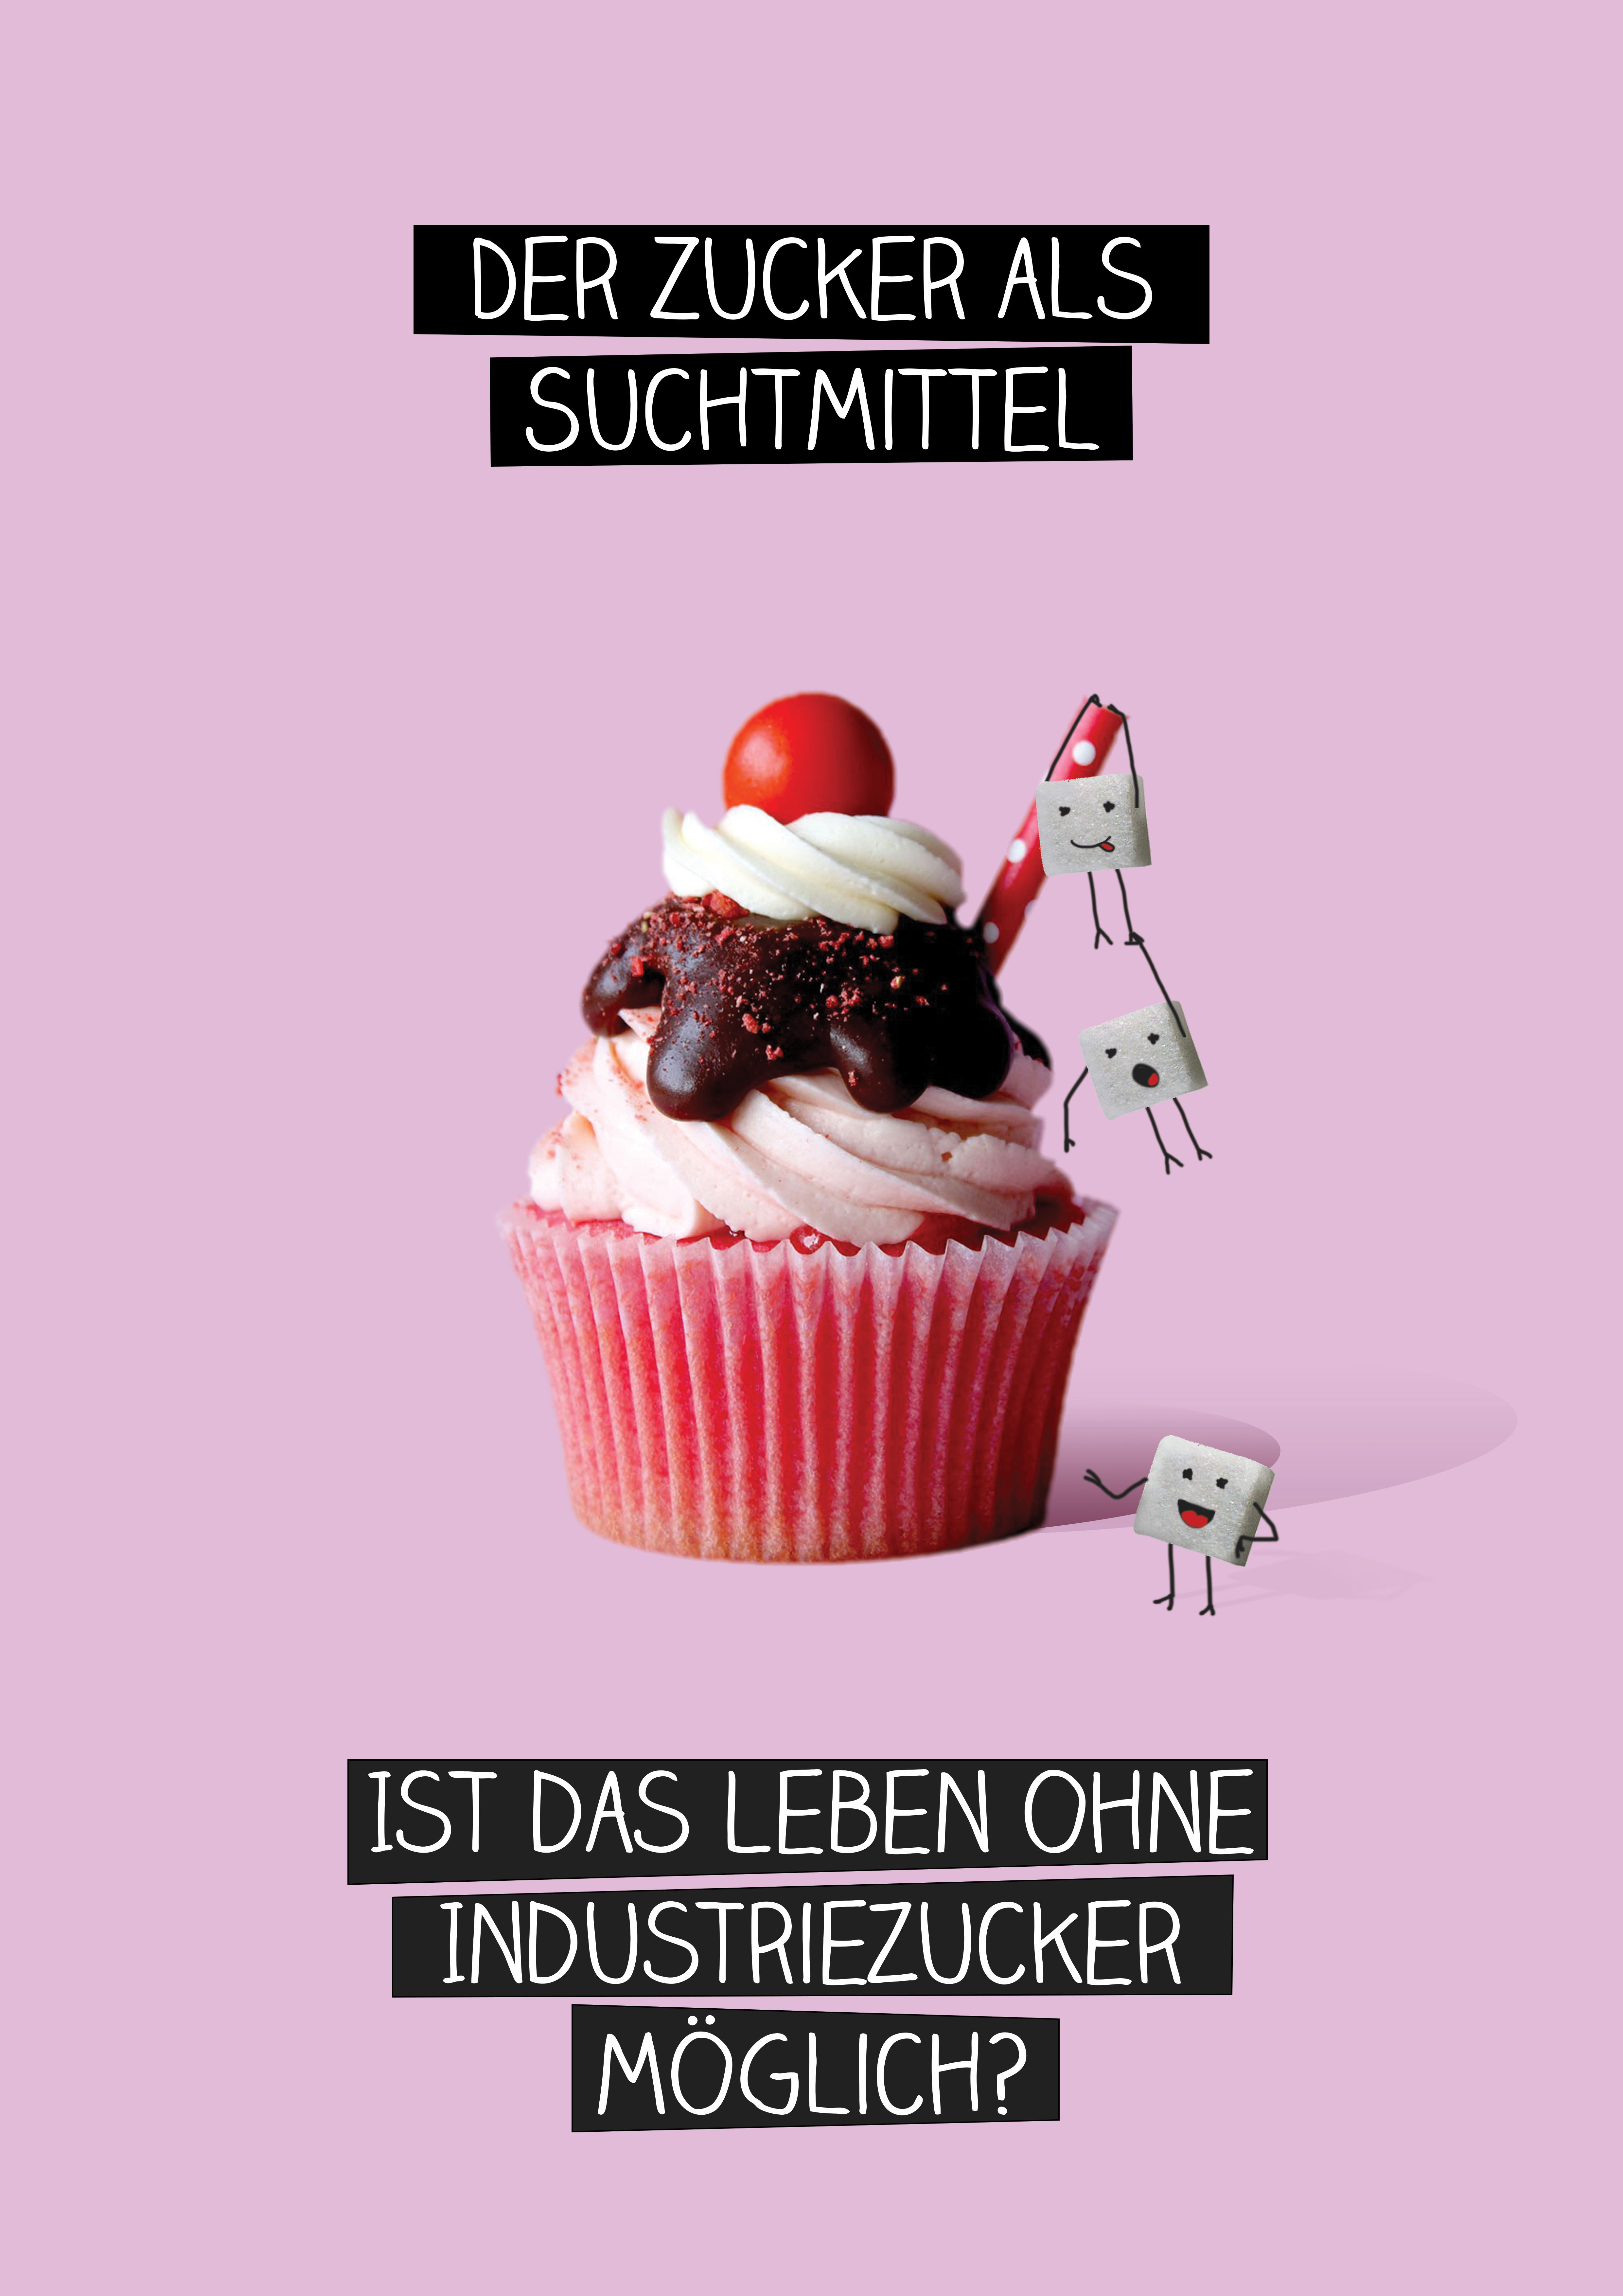 DER ZUCKER ALS
SUCHTMITTEL
IST DAS LEBEN OHNE
INDUSTRIEZUCKER
MÖGLICH?